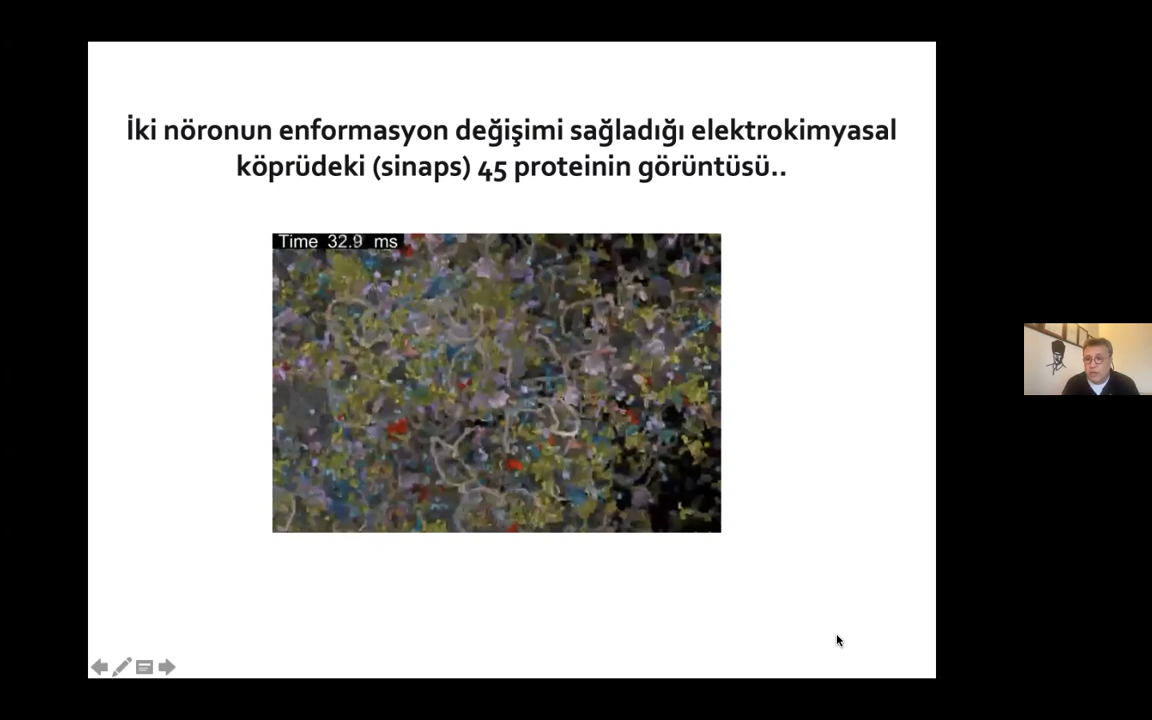 İki nöronun enformasyon değişimi sağladığı elektrokimyasal
köprüdeki (sinaps) 45 proteinin görüntüsü..
Time 32.9 ms